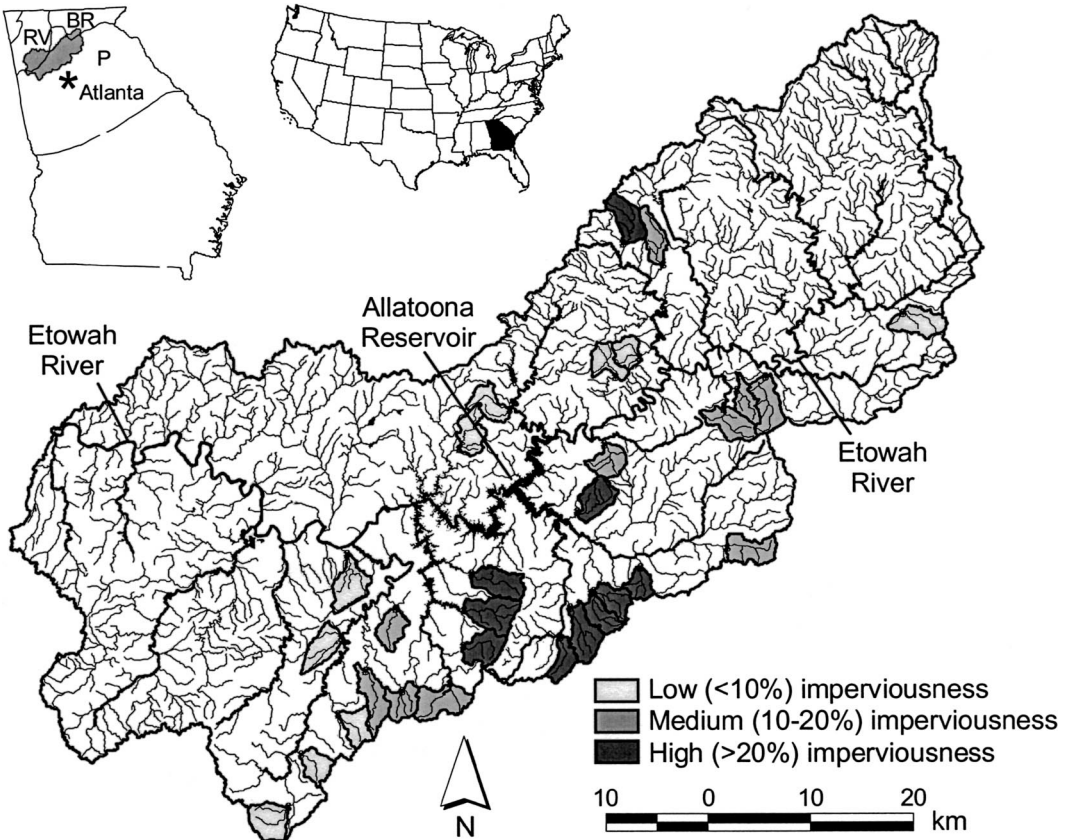 BR
RV
P
*
Atlanta
Allatoona
Reservoir
Etowah
River
Etowah
River
Low (<10%) imperviousness
Medium (10-20%) imperviousness
High (>20%) imperviousness
N
10 0 10 20
km